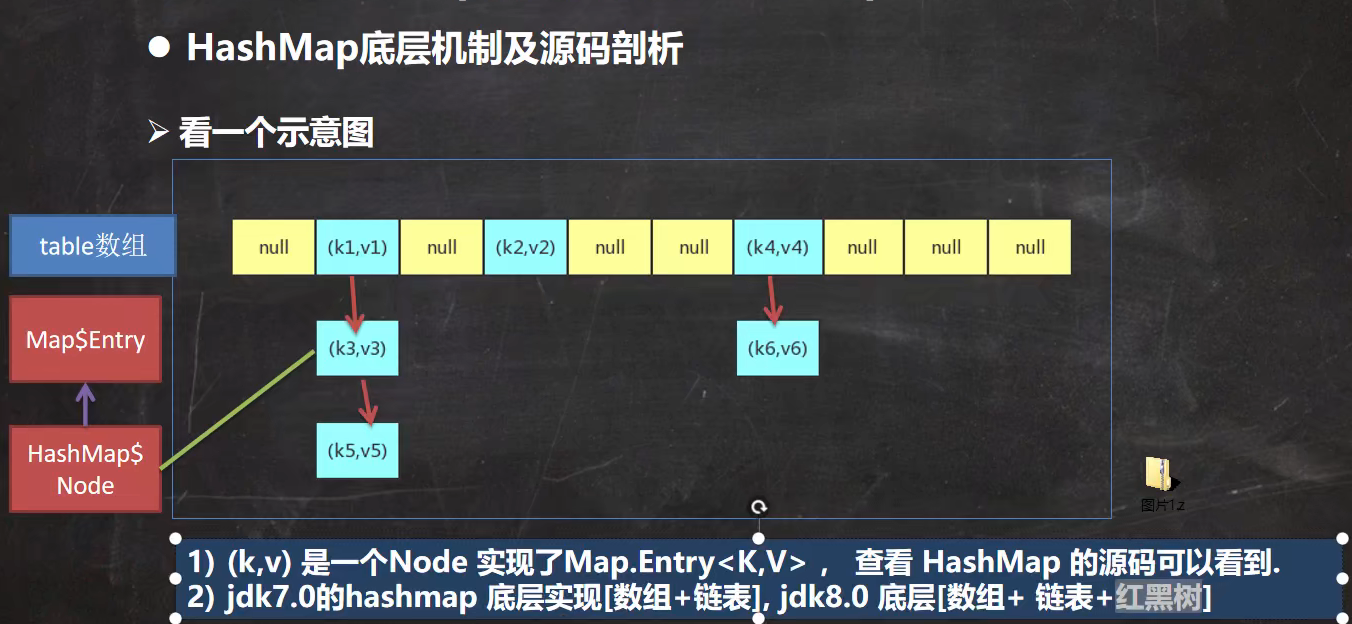 ● HashMap底层机制及源码剖析
➢ 看一个示意图
table数组
null (k1,v1) null (k2,v2) null null (k4,v4) null null null
Map$Entry
(k3,v3) (k6,v6)
HashMap$
Node
(k5,v5)
图片1z
1) (k,v) 是一个Node 实现了Map.Entry<K,V> ， 查看 HashMap 的源码可以看到.
2) jdk7.0的hashmap 底层实现[数组+链表], jdk8.0 底层[数组+ 链表+红黑树]